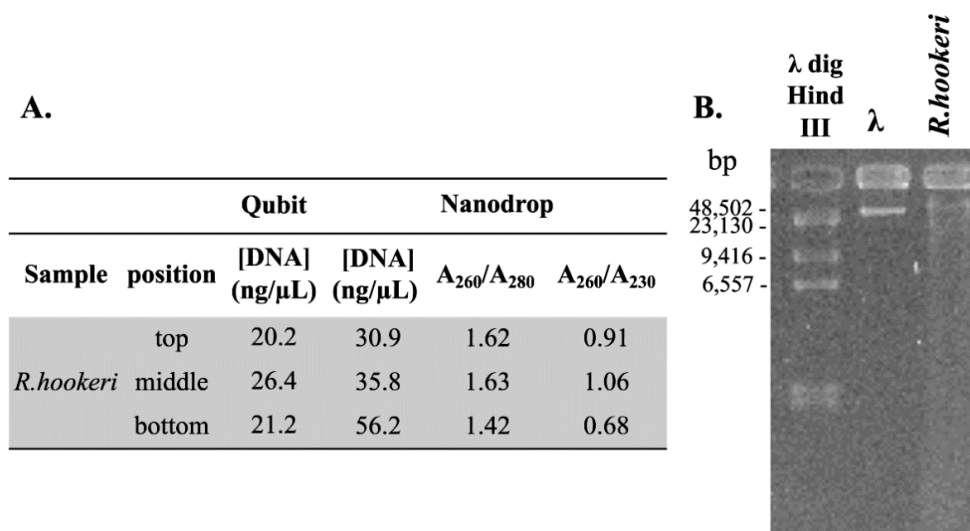 A.
Qubit Nanodrop
Sample position [DNA] (ng/μL) [DNA] (ng/μL) A₂₆₀/A₂₈₀ A₂₆₀/A₂₃₀
top 20.2 30.9 1.62 0.91
R.hookeri middle 26.4 35.8 1.63 1.06
bottom 21.2 56.2 1.42 0.68
B.
λ dig
Hind
III
λ
R.hookeri
bp
48,502 -
23,130 -
9,416 -
6,557 -